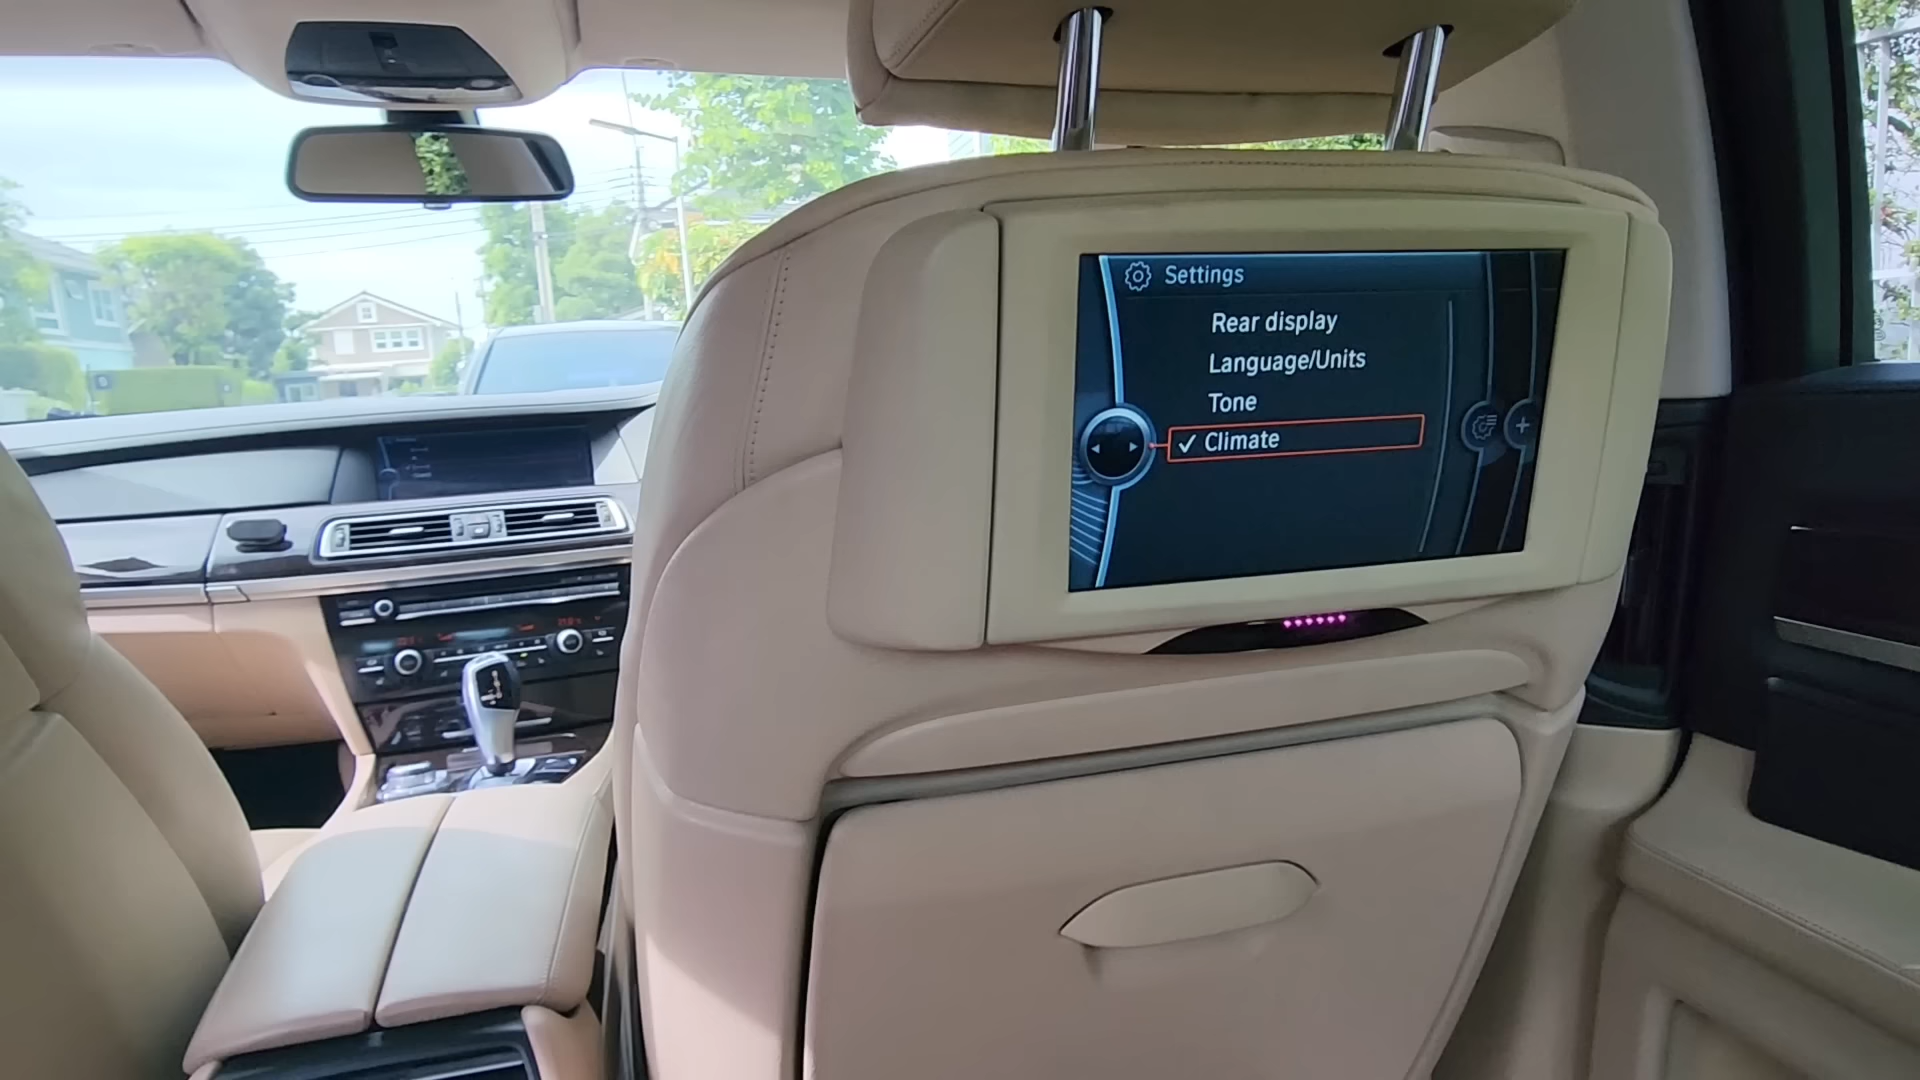 Settings
Rear display
Language/Units
Tone
✓ Climate